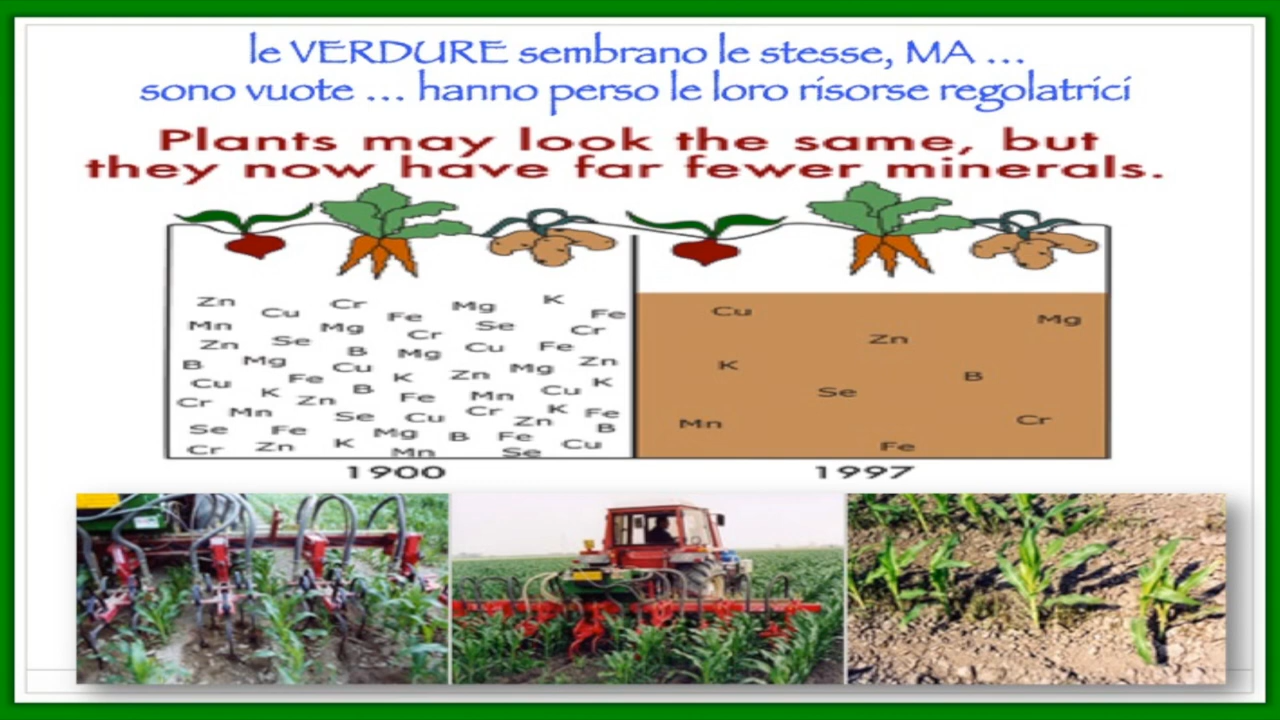 le VERDURE sembrano le stesse, MA ...
sono vuote ... hanno perso le loro risorse regolatrici
Plants may look the same, but
they now have far fewer minerals.
Zn Cu Cr Fe Mg K Fe
Mn Mg Cr Se Cr
Zn Se B Mg Cu Fe
B Mg Cu K Zn Mg Zn
Cu Fe B K
Cr K Zn Fe Mn Cu
Mn Se Cu Cr Zn K Fe
Se Fe Mg B Fe B
Cr Zn K Mn Se Cu
Cu Mg
Zn
K B
Se
Mn Cr
Fe
1900 1997